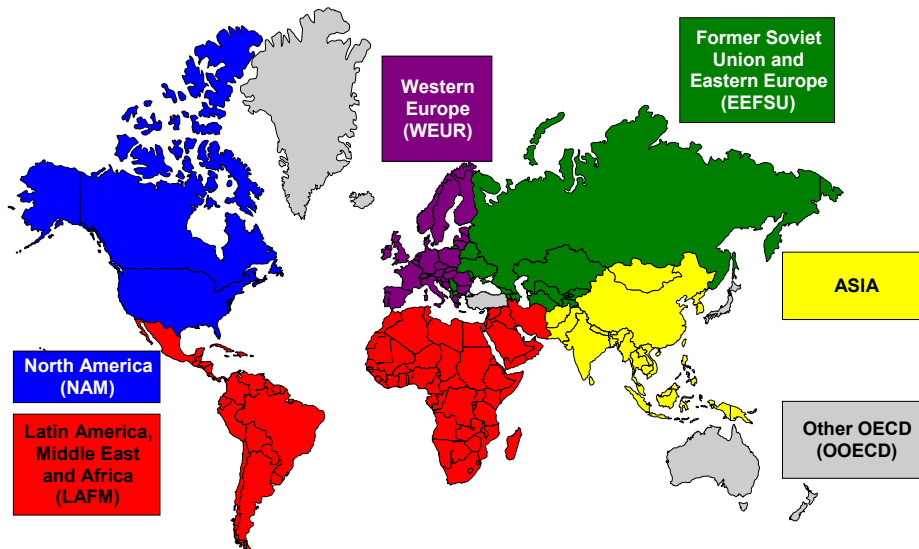 Former Soviet
Union and
Eastern Europe
(EEFSU)
Western
Europe
(WEUR)
ASIA
North America
(NAM)
Latin America,
Middle East
and Africa
(LAFM)
Other OECD
(OOECD)